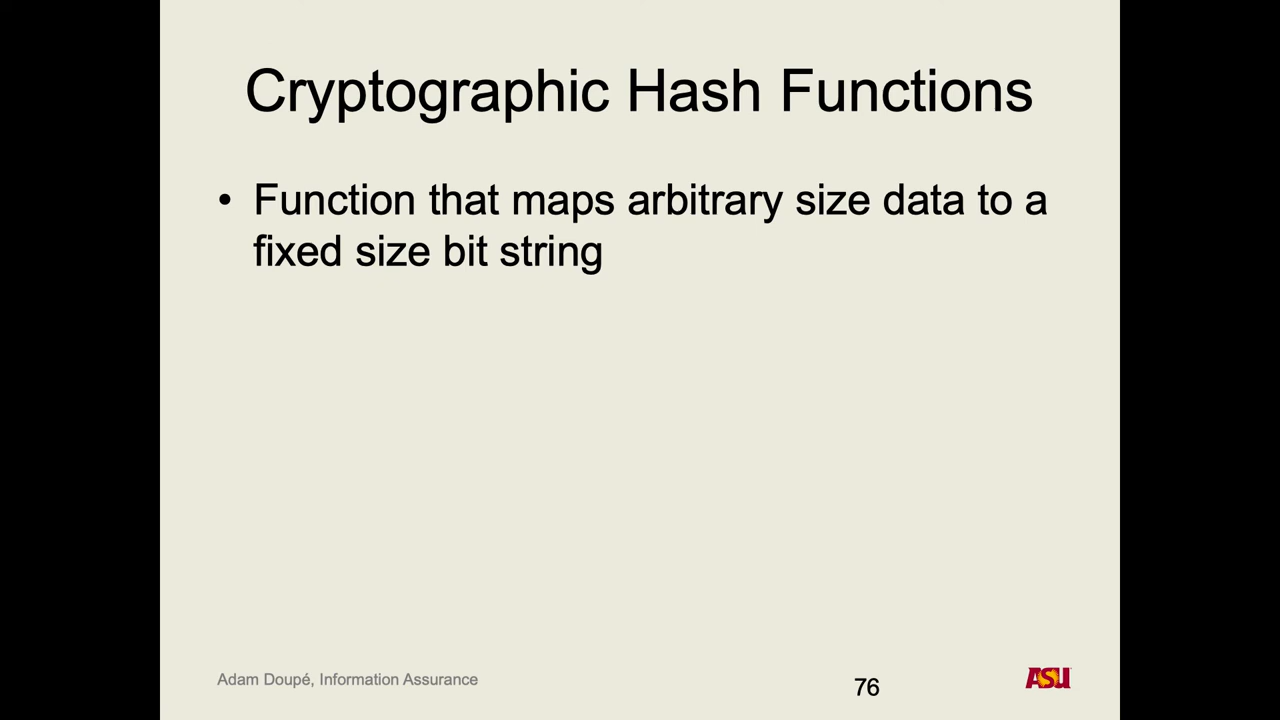 Cryptographic Hash Functions
• Function that maps arbitrary size data to a
fixed size bit string
Adam Doupé, Information Assurance
76
ASU